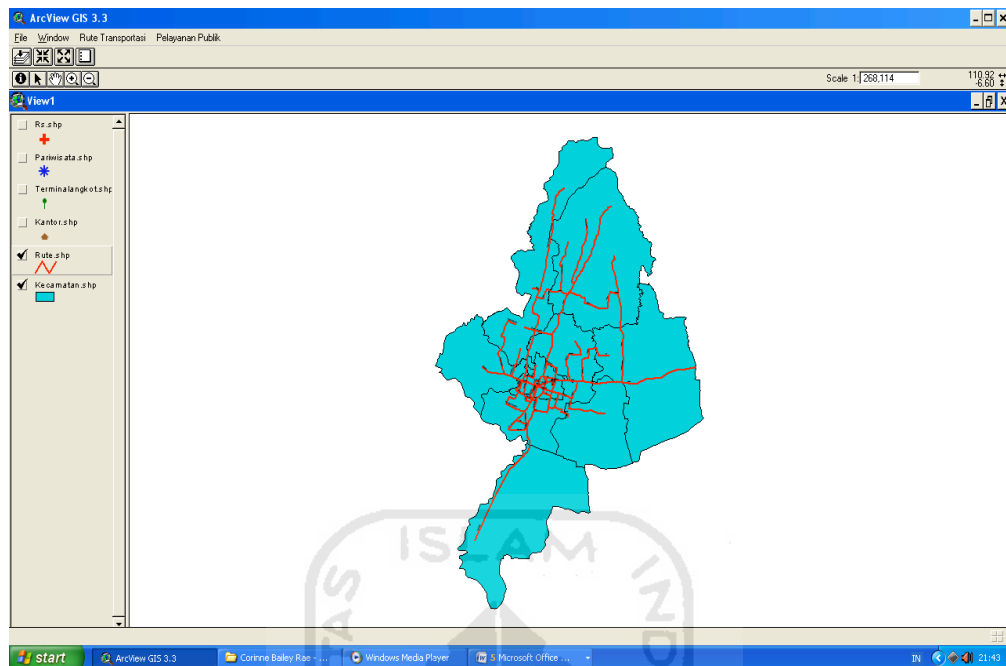 ArcView GIS 3.3
File Window Rute Transportasi Pelayanan Publik
Scale 1: 268,114
110.92
-6.60
View1
Rs.shp
Pariwisata.shp
Terminalangkot.shp
Kantor.shp
Rute.shp
Kecamatan.shp
ISLAM
TAS
IND
start
ArcView GIS 3.3
Corinne Bailey Rae - ...
Windows Media Player
5 Microsoft Office ...
IN
21:43